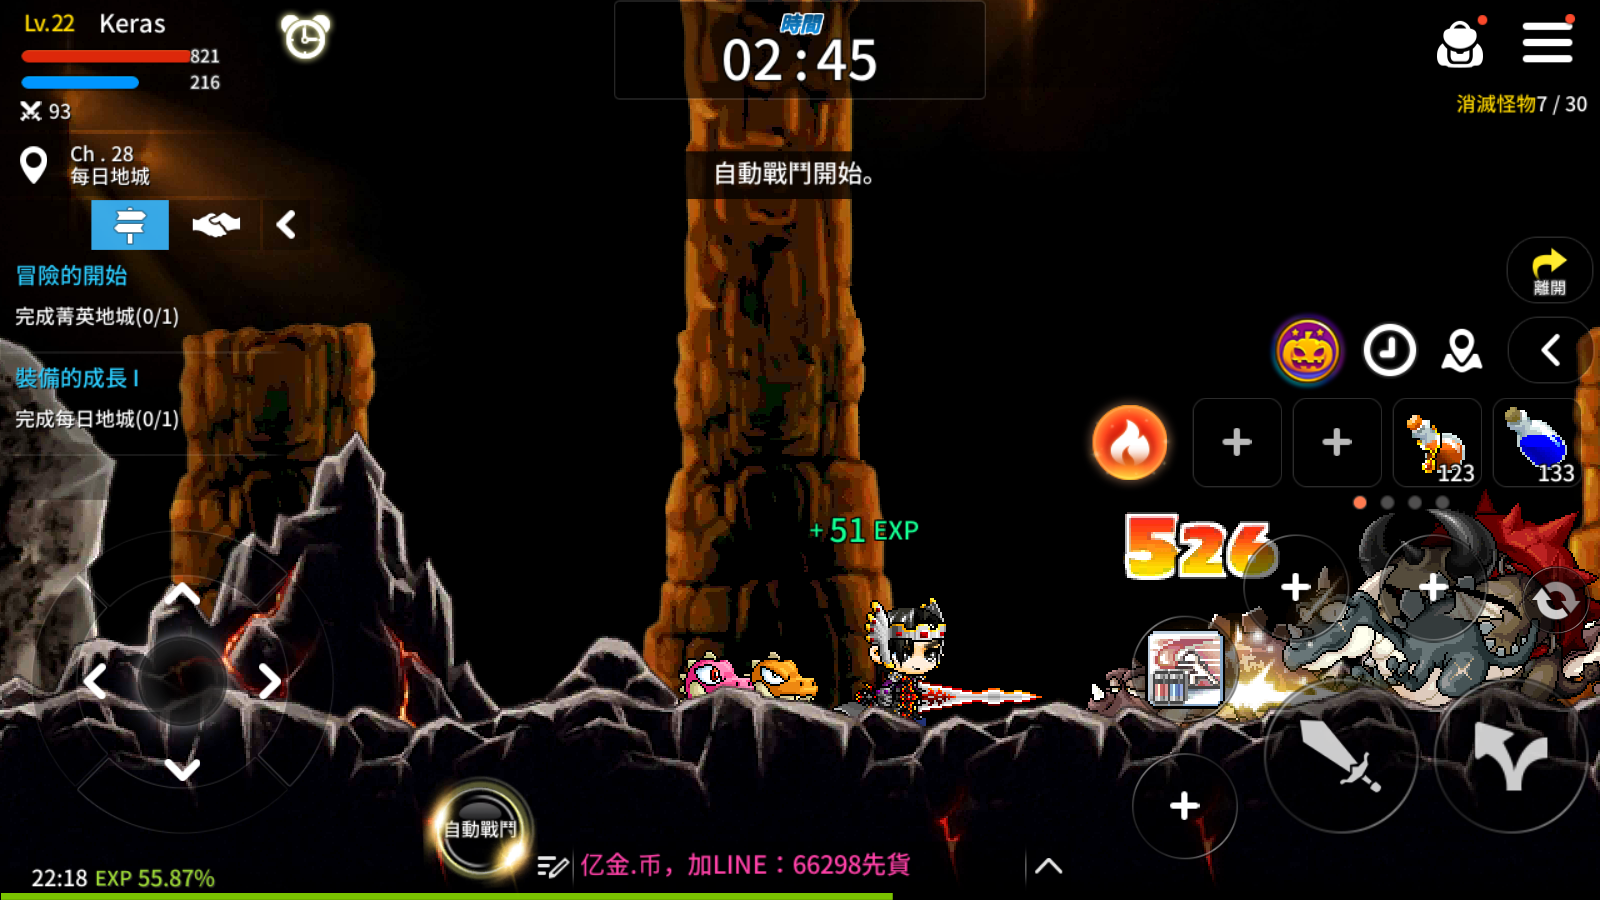 Lv.22 Keras
821
216
93
Ch . 28
每日地城
冒險的開始
完成菁英地城(0/1)
裝備的成長 I
完成每日地城(0/1)
時間
02:45
自動戰鬥開始。
消滅怪物7 / 30
離開
123
133
+51 EXP
526
自動戰鬥
亿金.币，加LINE：66298先貨
22:18 EXP 55.87%